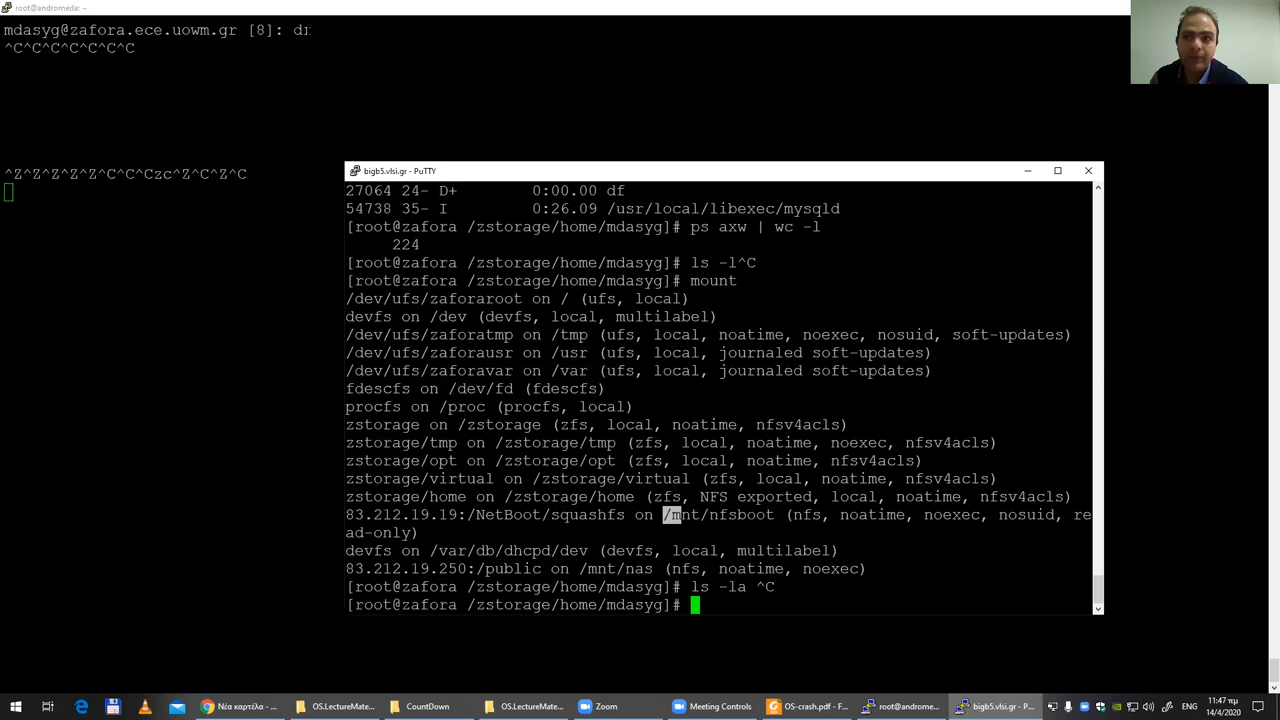 root@andromeda: ~
mdasyg@zafora.ece.uowm.gr [8]: df
^C^C^C^C^C^C^C
^Z^Z^Z^Z^Z^C^C^Czc^Z^C^Z^C
bigb5.vlsi.gr - PuTTY
27064 24- D+ 0:00.00 df
54738 35- I 0:26.09 /usr/local/libexec/mysqld
[root@zafora /zstorage/home/mdasyg]# ps axw | wc -l
224
[root@zafora /zstorage/home/mdasyg]# ls -l^C
[root@zafora /zstorage/home/mdasyg]# mount
/dev/ufs/zaforaroot on / (ufs, local)
devfs on /dev (devfs, local, multilabel)
/dev/ufs/zaforatmp on /tmp (ufs, local, noatime, noexec, nosuid, soft-updates)
/dev/ufs/zaforausr on /usr (ufs, local, journaled soft-updates)
/dev/ufs/zaforavar on /var (ufs, local, journaled soft-updates)
fdescfs on /dev/fd (fdescfs)
procfs on /proc (procfs, local)
zstorage on /zstorage (zfs, local, noatime, nfsv4acls)
zstorage/tmp on /zstorage/tmp (zfs, local, noatime, noexec, nfsv4acls)
zstorage/opt on /zstorage/opt (zfs, local, noatime, nfsv4acls)
zstorage/virtual on /zstorage/virtual (zfs, local, noatime, nfsv4acls)
zstorage/home on /zstorage/home (zfs, NFS exported, local, noatime, nfsv4acls)
83.212.19.19:/NetBoot/squashfs on /mnt/nfsboot (nfs, noatime, noexec, nosuid, re
ad-only)
devfs on /var/db/dhcpd/dev (devfs, local, multilabel)
83.212.19.250:/public on /mnt/nas (nfs, noatime, noexec)
[root@zafora /zstorage/home/mdasyg]# ls -la ^C
[root@zafora /zstorage/home/mdasyg]#
Νέα καρτέλα - ... OS.LectureMate... CountDown OS.LectureMate... Zoom Meeting Controls OS-crash.pdf - F... root@androme... bigb5.vlsi.gr - P...
11:47 πμ
14/4/2020